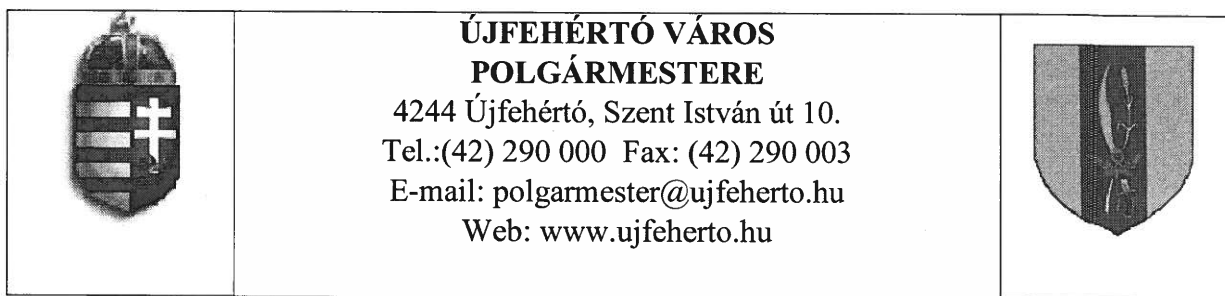 ÚJFEHÉRTÓ VÁROS
POLGÁRMESTERE
4244 Újfehértó, Szent István út 10.
Tel.:(42) 290 000 Fax: (42) 290 003
E-mail: polgarmester@ujfeherto.hu
Web: www.ujfeherto.hu